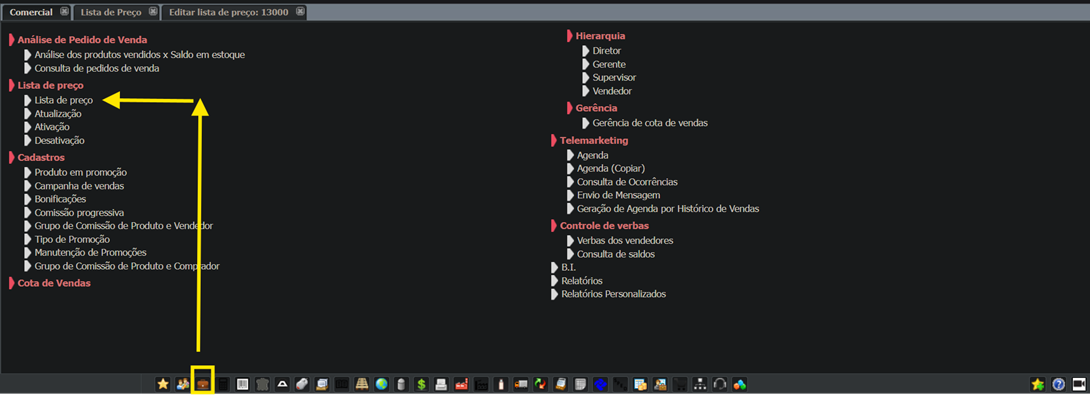 Comercial
Lista de Preço
Editar lista de preço: 13000
Análise de Pedido de Venda
Análise dos produtos vendidos x Saldo em estoque
Consulta de pedidos de venda
Lista de preço
Lista de preço
Atualização
Ativação
Desativação
Cadastros
Produto em promoção
Campanha de vendas
Bonificações
Comissão progressiva
Grupo de Comissão de Produto e Vendedor
Tipo de Promoção
Manutenção de Promoções
Grupo de Comissão de Produto e Comprador
Cota de Vendas
Hierarquia
Diretor
Gerente
Supervisor
Vendedor
Gerência
Gerência de cota de vendas
Telemarketing
Agenda
Agenda (Copiar)
Consulta de Ocorrências
Envio de Mensagem
Geração de Agenda por Histórico de Vendas
Controle de verbas
Verbas dos vendedores
Consulta de saldos
B.I.
Relatórios
Relatórios Personalizados